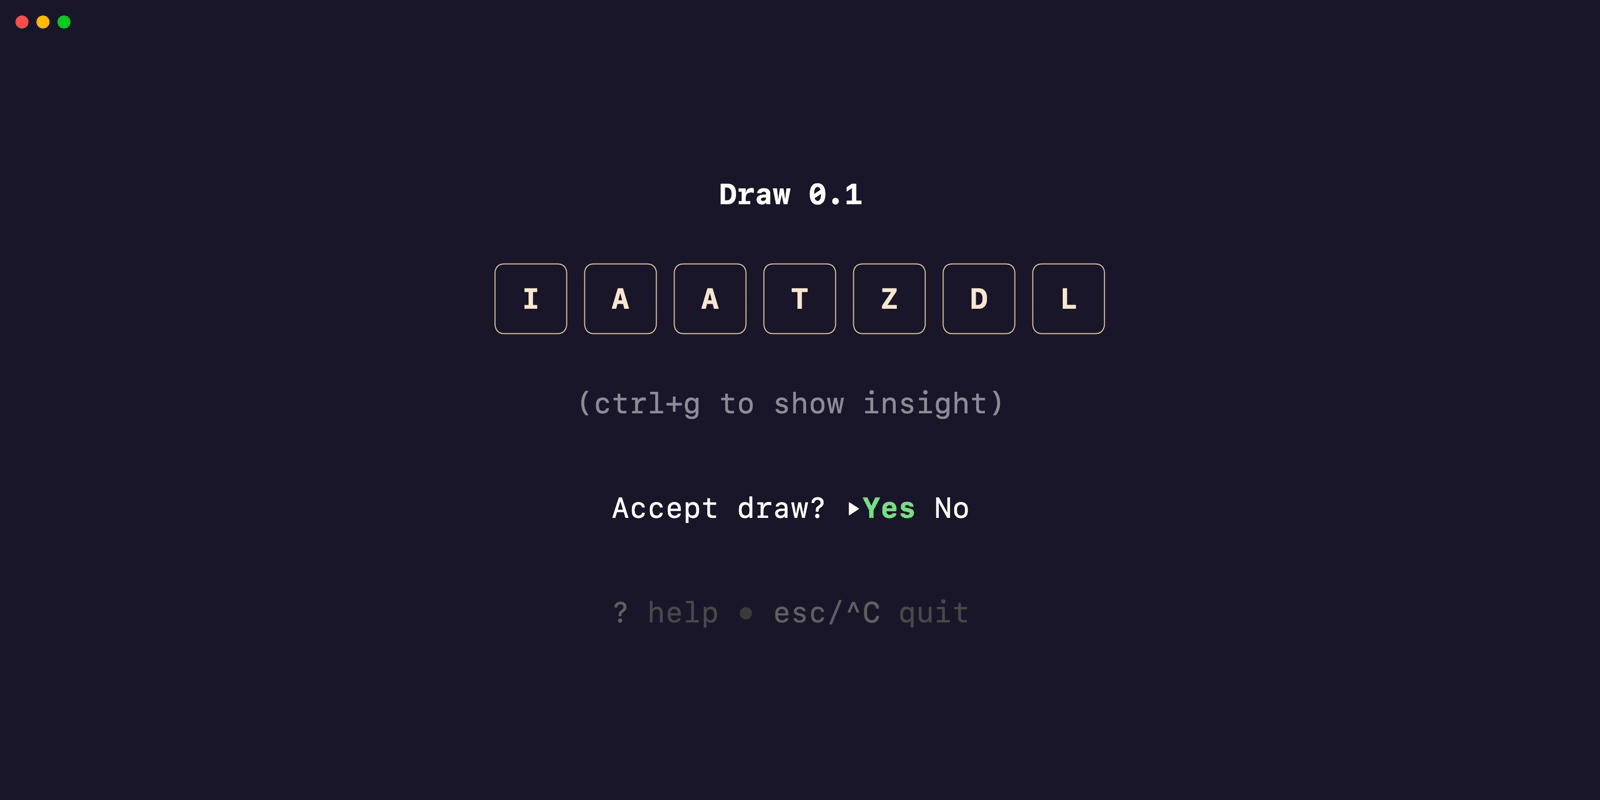 Draw 0.1
I A A T Z D L
(ctrl+g to show insight)
Accept draw? ▸Yes No
? help • esc/^C quit